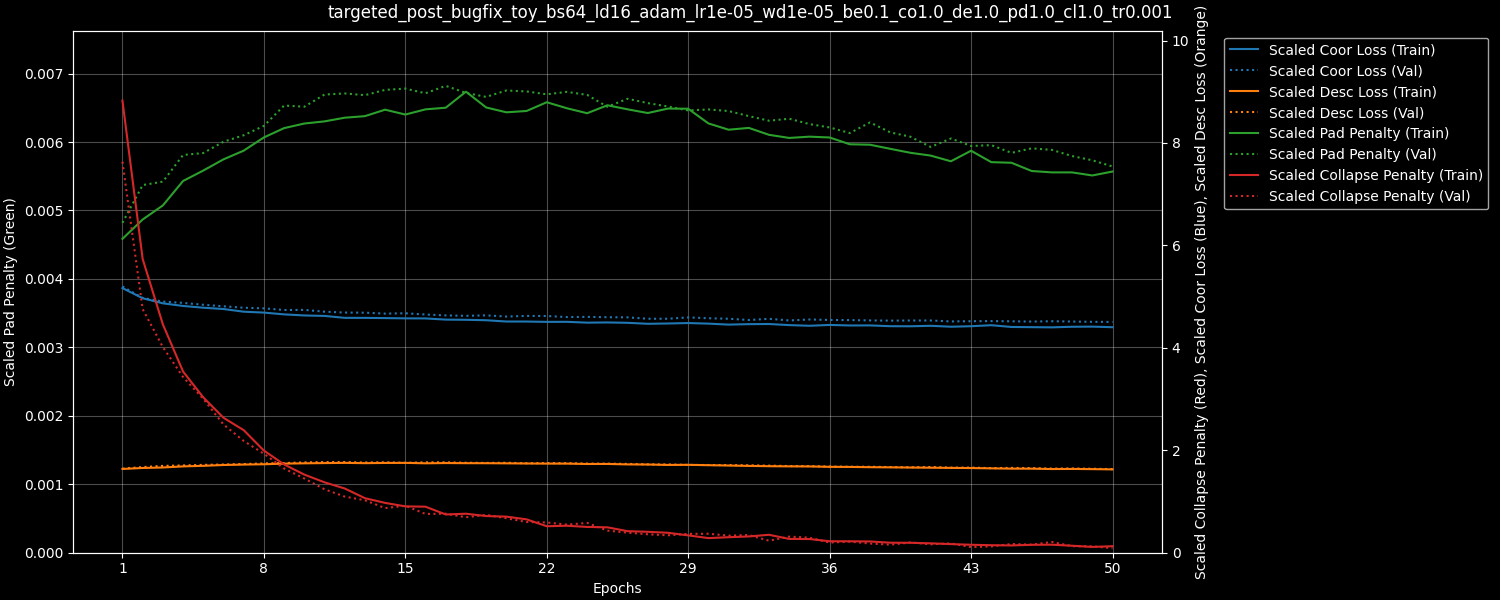 targeted_post_bugfix_toy_bs64_ld16_adam_lr1e-05_wd1e-05_be0.1_co1.0_de1.0_pd1.0_cl1.0_tr0.001
Scaled Pad Penalty (Green)
0.007
0.006
0.005
0.004
0.003
0.002
0.001
0.000
1
8
15
22
29
36
43
50
Epochs
10
8
6
4
2
0
Scaled Collapse Penalty (Red), Scaled Coor Loss (Blue), Scaled Desc Loss (Orange)
Scaled Coor Loss (Train)
Scaled Coor Loss (Val)
Scaled Desc Loss (Train)
Scaled Desc Loss (Val)
Scaled Pad Penalty (Train)
Scaled Pad Penalty (Val)
Scaled Collapse Penalty (Train)
Scaled Collapse Penalty (Val)